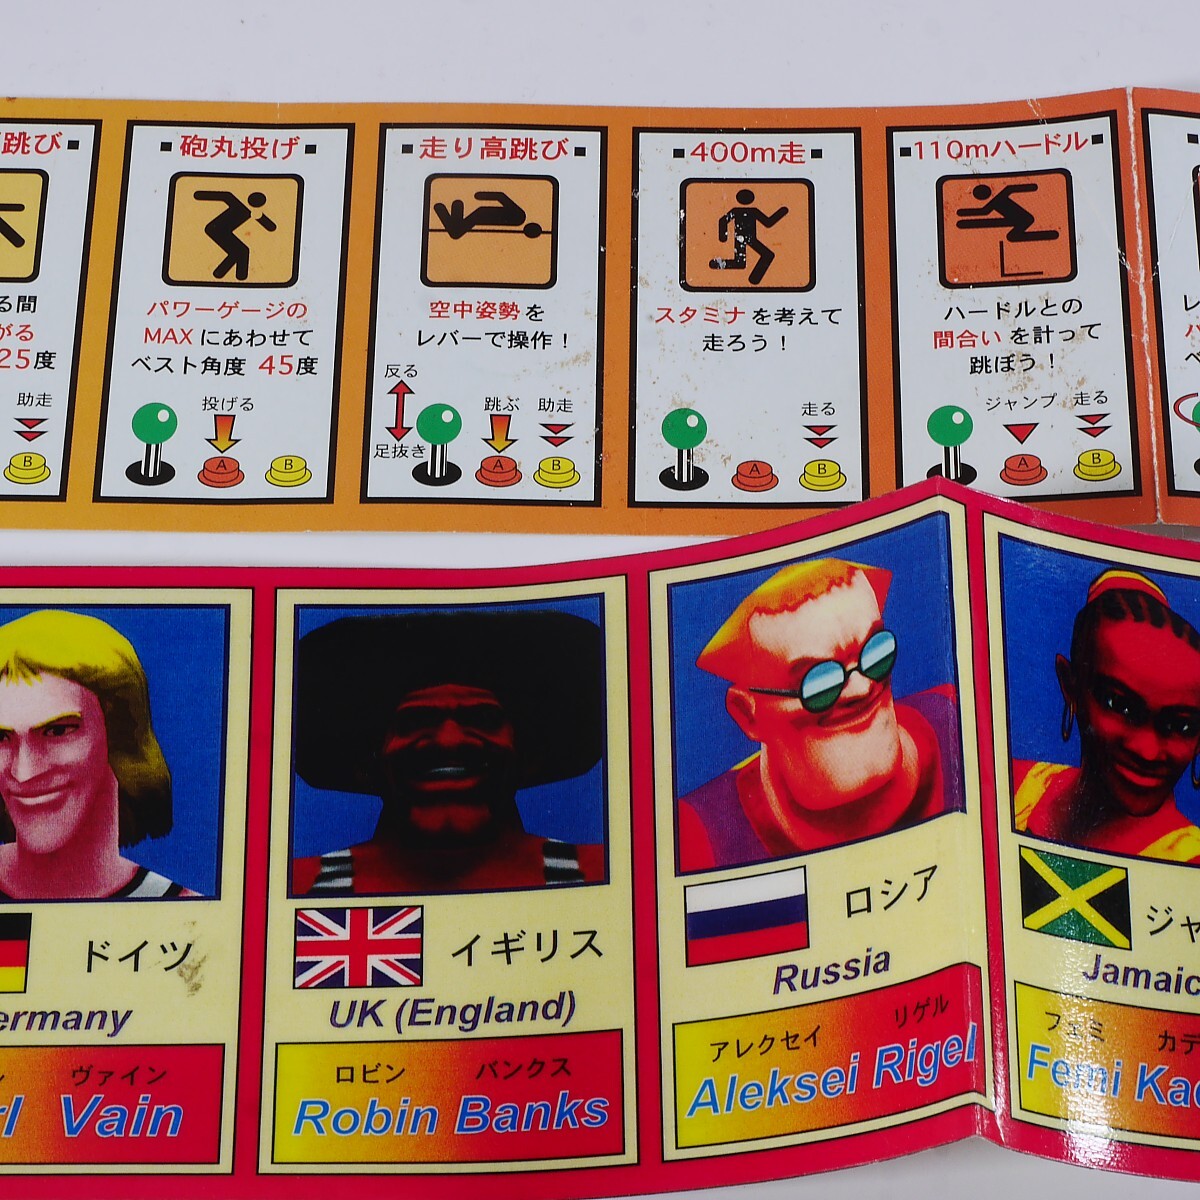 跳び
る間
がる
25度
助走
B
■砲丸投げ■
パワーゲージの
MAXにあわせて
ベスト角度 45度
投げる
A
B
■走り高跳び■
空中姿勢を
レバーで操作！
反る
足抜き
跳ぶ
助走
A
B
■400m走■
スタミナを考えて
走ろう！
走る
A
B
■110mハードル■
ハードルとの
間合いを計って
跳ぼう！
ジャンプ
走る
A
B
ドイツ
ermany
ヴァイン
rl Vain
イギリス
UK (England)
ロビン バンクス
Robin Banks
ロシア
Russia
アレクセイ リゲル
Aleksei Rigel
ジャ
Jamaic
フェミ カデ
Femi Ka